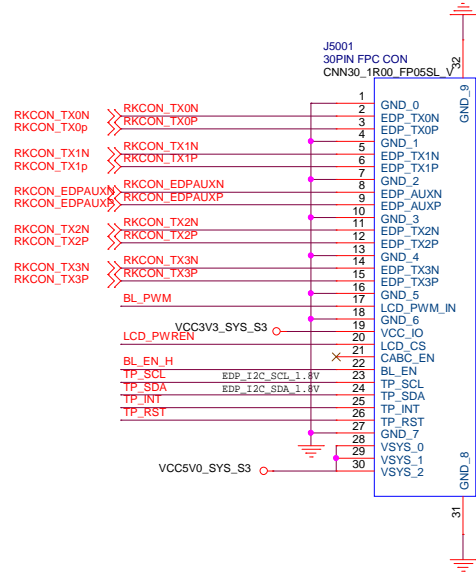 J5001
30PIN FPC CON
CNN30_1R00_FP05SL_V
32
GND_9
1 GND_0
RKCON_TX0N RKCON_TX0N 2 EDP_TX0N
RKCON_TX0p RKCON_TX0P 3 EDP_TX0P
4 GND_1
RKCON_TX1N RKCON_TX1N 5 EDP_TX1N
RKCON_TX1p RKCON_TX1P 6 EDP_TX1P
7 GND_2
RKCON_EDPAUXN RKCON_EDPAUXN 8 EDP_AUXN
RKCON_EDPAUXP RKCON_EDPAUXP 9 EDP_AUXP
10 GND_3
RKCON_TX2N RKCON_TX2N 11 EDP_TX2N
RKCON_TX2P RKCON_TX2P 12 EDP_TX2P
13 GND_4
RKCON_TX3N RKCON_TX3N 14 EDP_TX3N
RKCON_TX3P RKCON_TX3P 15 EDP_TX3P
16 GND_5
BL_PWM 17 LCD_PWM_IN
18 GND_6
VCC3V3_SYS_S3 19 VCC_IO
LCD_PWREN 20 LCD_CS
21 CABC_EN
BL_EN_H 22 BL_EN
TP_SCL EDP_I2C_SCL_1.8V 23 TP_SCL
TP_SDA EDP_I2C_SDA_1.8V 24 TP_SDA
TP_INT 25 TP_INT
TP_RST 26 TP_RST
27 GND_7
28 VSYS_0
29 VSYS_1
VCC5V0_SYS_S3 30 VSYS_2
GND_8
31